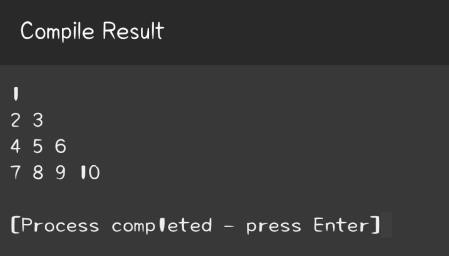 Compile Result
1
2 3
4 5 6
7 8 9 10
[Process completed - press Enter]